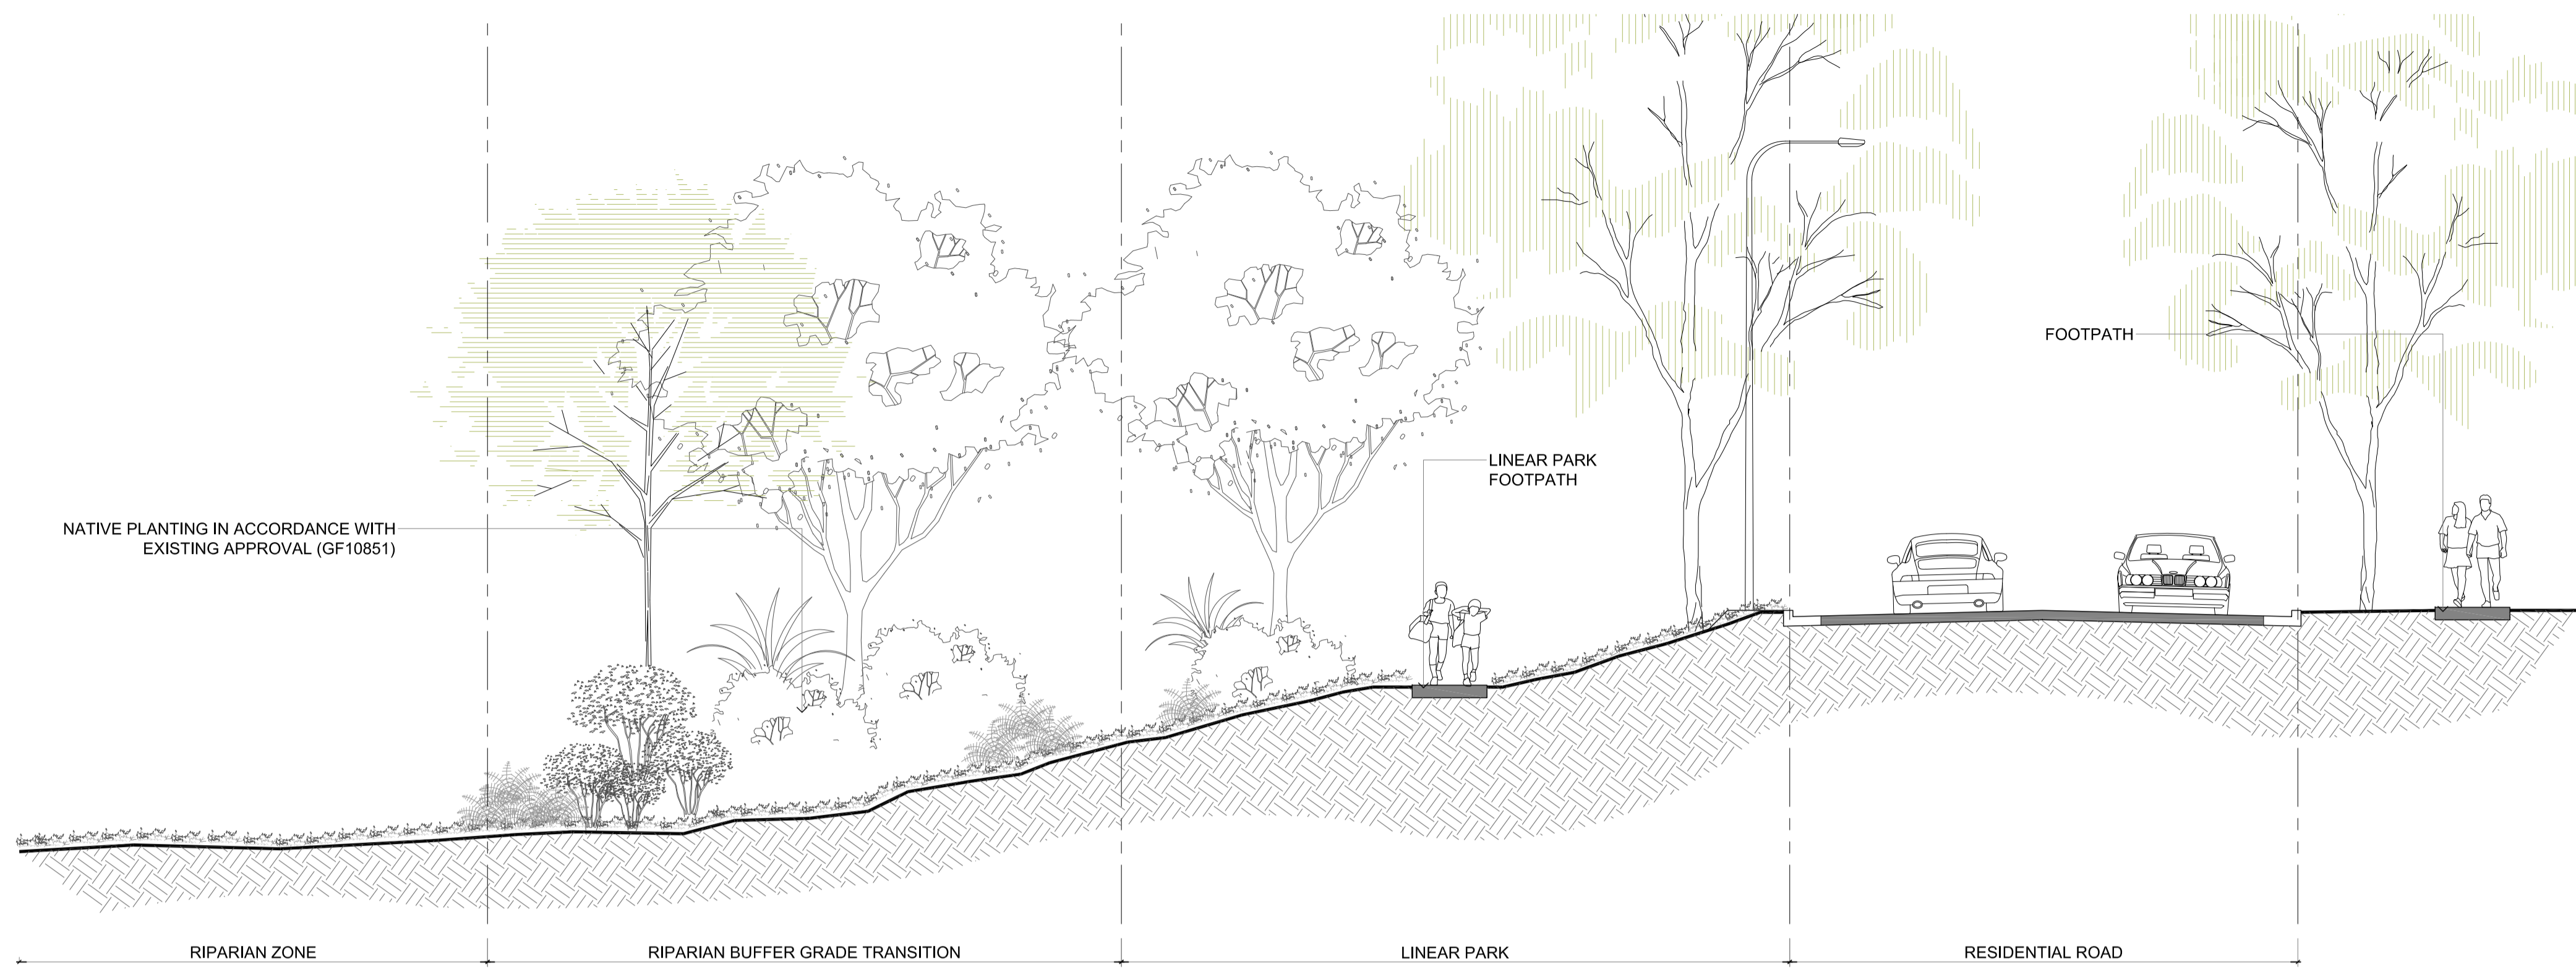 FOOTPATH
LINEAR PARK
FOOTPATH
NATIVE PLANTING IN ACCORDANCE WITH
EXISTING APPROVAL (GF10851)
RIPARIAN ZONE
RIPARIAN BUFFER GRADE TRANSITION
LINEAR PARK
RESIDENTIAL ROAD